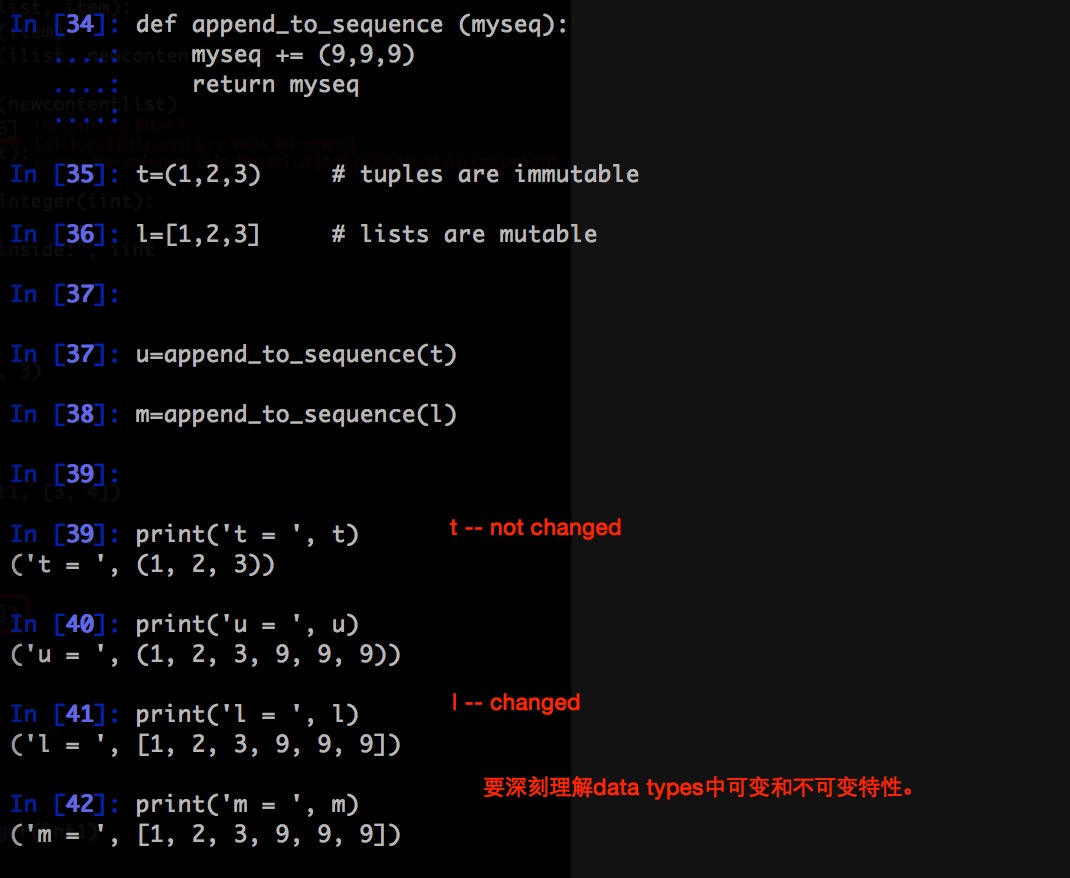 In [34]: def append_to_sequence (myseq):
....: myseq += (9,9,9)
....: return myseq
....:
In [35]: t=(1,2,3) # tuples are immutable
In [36]: l=[1,2,3] # lists are mutable
In [37]:
In [37]: u=append_to_sequence(t)
In [38]: m=append_to_sequence(l)
In [39]:
In [39]: print('t = ', t) t -- not changed
('t = ', (1, 2, 3))
In [40]: print('u = ', u)
('u = ', (1, 2, 3, 9, 9, 9))
In [41]: print('l = ', l) l -- changed
('l = ', [1, 2, 3, 9, 9, 9])
要深刻理解data types中可变和不可变特性。
In [42]: print('m = ', m)
('m = ', [1, 2, 3, 9, 9, 9])